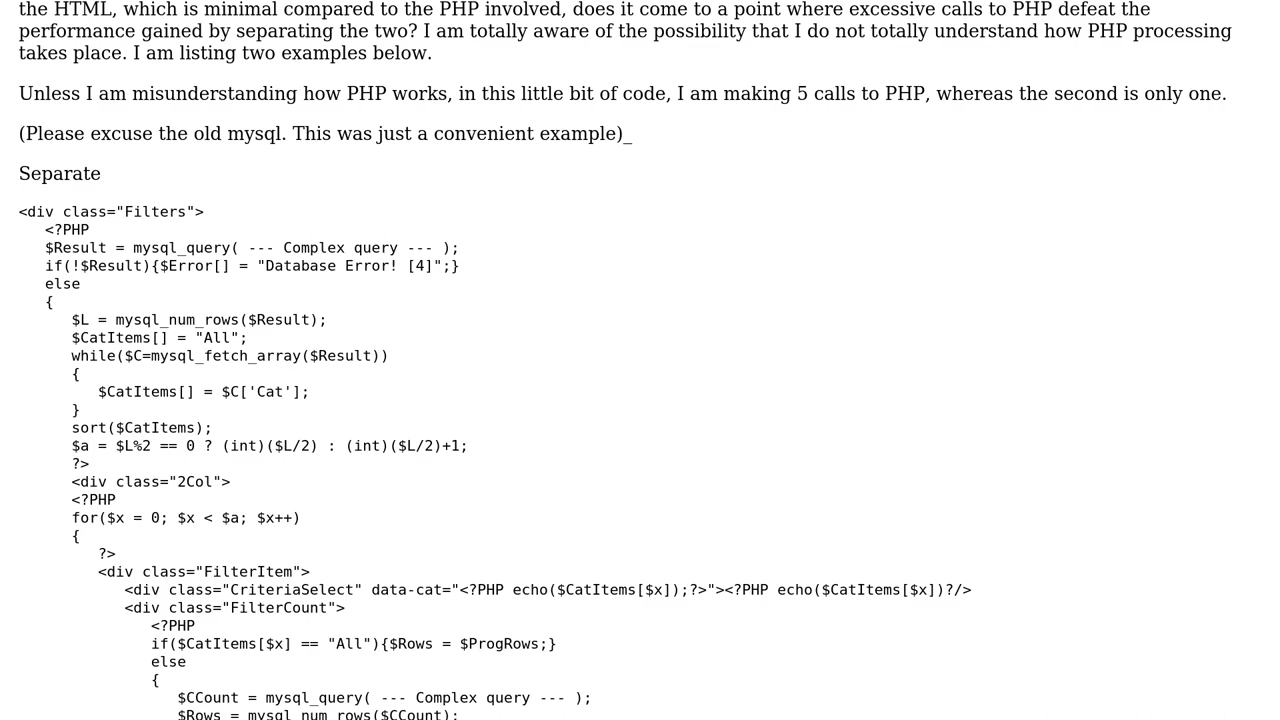 the HTML, which is minimal compared to the PHP involved, does it come to a point where excessive calls to PHP defeat the
performance gained by separating the two? I am totally aware of the possibility that I do not totally understand how PHP processing
takes place. I am listing two examples below.
Unless I am misunderstanding how PHP works, in this little bit of code, I am making 5 calls to PHP, whereas the second is only one.
(Please excuse the old mysql. This was just a convenient example)_
Separate
<div class="Filters">
   <?PHP
   $Result = mysql_query( --- Complex query --- );
   if(!$Result){$Error[] = "Database Error! [4]";}
   else
   {
      $L = mysql_num_rows($Result);
      $CatItems[] = "All";
      while($C=mysql_fetch_array($Result))
      {
         $CatItems[] = $C['Cat'];
      }
      sort($CatItems);
      $a = $L%2 == 0 ? (int)($L/2) : (int)($L/2)+1;
      ?>
      <div class="2Col">
      <?PHP
      for($x = 0; $x < $a; $x++)
      {
         ?>
         <div class="FilterItem">
            <div class="CriteriaSelect" data-cat="<?PHP echo($CatItems[$x]);?>"><?PHP echo($CatItems[$x])?/>
            <div class="FilterCount">
               <?PHP
               if($CatItems[$x] == "All"){$Rows = $ProgRows;}
               else
               {
                  $CCount = mysql_query( --- Complex query --- );
                  $Rows = mysql_num_rows($CCount);